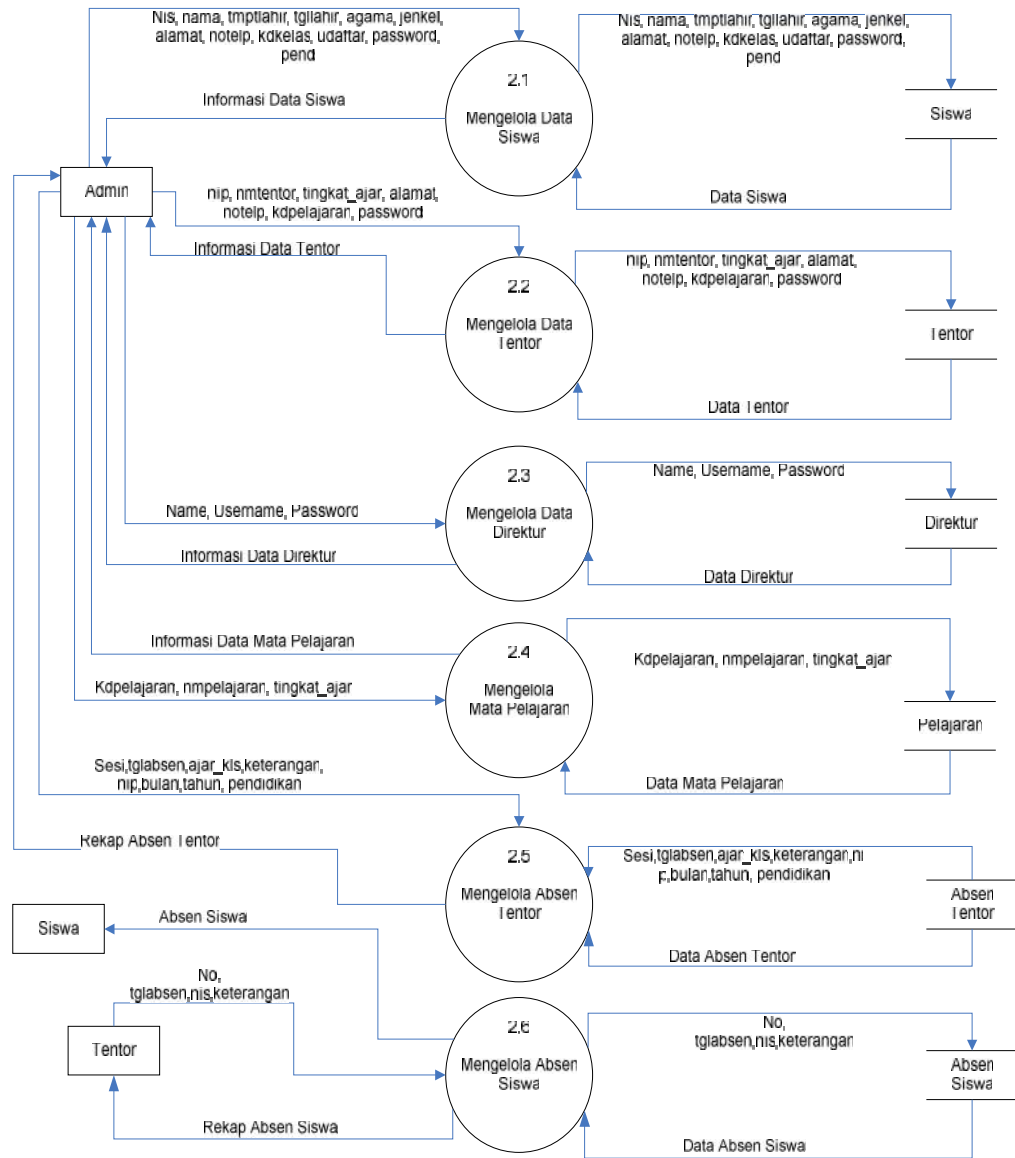 Nis, nama, tmptlahir, tgllahir, agama, jenkel,
alamat, notelp, kdkelas, udaftar, password,
pend
Nis, nama, tmptlahir, tgllahir, agama, jenkel,
alamat, notelp, kdkelas, udaftar, password,
pend
2.1
Mengelola Data
Siswa
Informasi Data Siswa
Siswa
Data Siswa
Admin
nip, nmtentor, tingkat_ajar, alamat,
notelp, kdpelajaran, password
Informasi Data Tentor
2.2
Mengelola Data
Tentor
nip, nmtentor, tingkat_ajar, alamat,
notelp, kdpelajaran, password
Tentor
Data Tentor
2.3
Mengelola Data
Direktur
Name, Username, Password
Name, Username, Password
Direktur
Informasi Data Direktur
Data Direktur
Informasi Data Mata Pelajaran
2.4
Mengelola
Mata Pelajaran
Kdpelajaran, nmpelajaran, tingkat_ajar
Kdpelajaran, nmpelajaran, tingkat_ajar
Pelajaran
Data Mata Pelajaran
Sesi,tglabsen,ajar_kls,keterangan,
nip,bulan,tahun, pendidikan
Rekap Absen Tentor
2.5
Mengelola Absen
Tentor
Sesi,tglabsen,ajar_kls,keterangan,ni
p,bulan,tahun, pendidikan
Absen
Tentor
Data Absen Tentor
Siswa
Absen Siswa
No,
tglabsen,nis,keterangan
Tentor
2.6
Mengelola Absen
Siswa
No,
tglabsen,nis,keterangan
Absen
Siswa
Rekap Absen Siswa
Data Absen Siswa